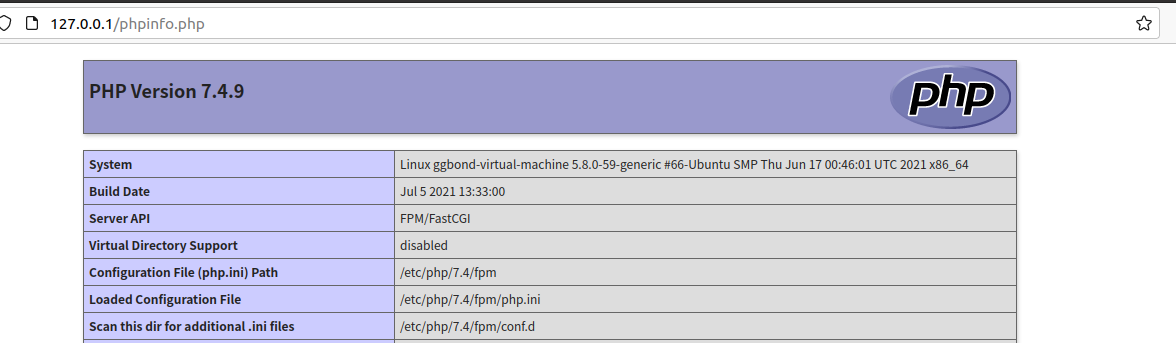 127.0.0.1/phpinfo.php
PHP Version 7.4.9
php
System Linux ggbond-virtual-machine 5.8.0-59-generic #66-Ubuntu SMP Thu Jun 17 00:46:01 UTC 2021 x86_64
Build Date Jul 5 2021 13:33:00
Server API FPM/FastCGI
Virtual Directory Support disabled
Configuration File (php.ini) Path /etc/php/7.4/fpm
Loaded Configuration File /etc/php/7.4/fpm/php.ini
Scan this dir for additional .ini files /etc/php/7.4/fpm/conf.d